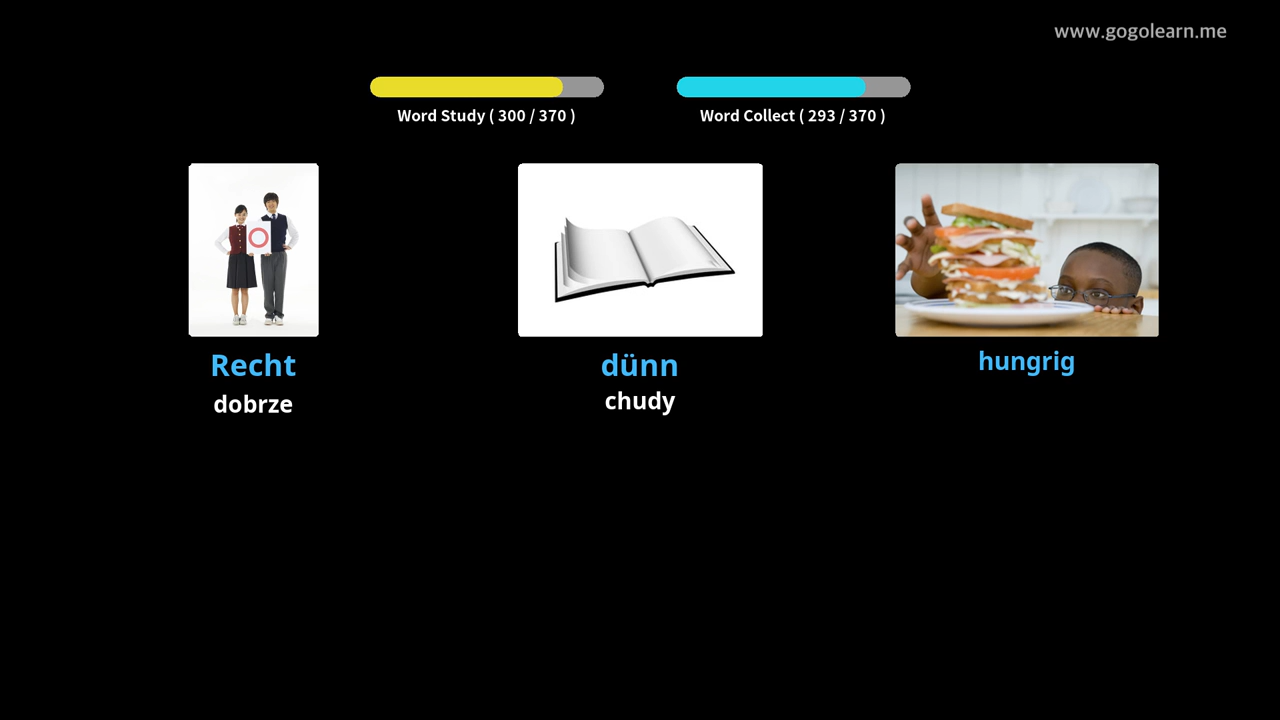 www.gogolearn.me
Word Study ( 300 / 370 )
Word Collect ( 293 / 370 )
Recht
dobrze
dünn
chudy
hungrig